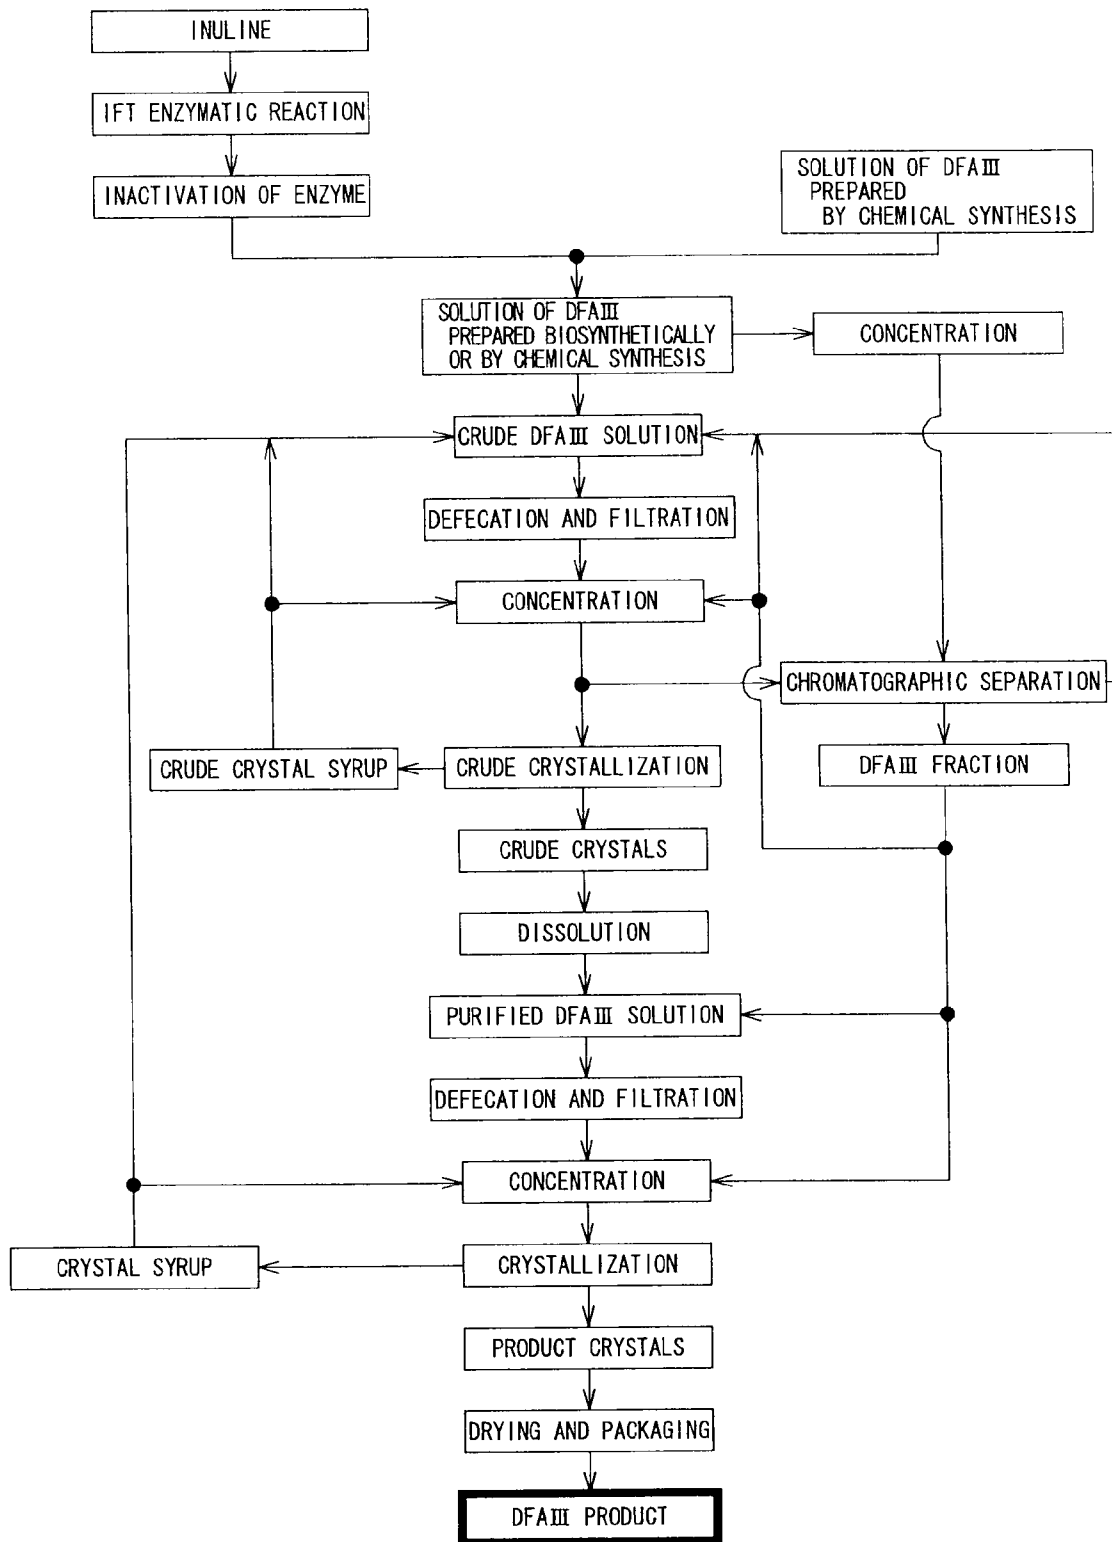 INULINE
IFT ENZYMATIC REACTION
INACTIVATION OF ENZYME
SOLUTION OF DFAⅢ
PREPARED
BY CHEMICAL SYNTHESIS
SOLUTION OF DFAⅢ
PREPARED BIOSYNTHETICALLY
OR BY CHEMICAL SYNTHESIS
CONCENTRATION
CRUDE DFAⅢ SOLUTION
DEFECATION AND FILTRATION
CONCENTRATION
CHROMATOGRAPHIC SEPARATION
CRUDE CRYSTAL SYRUP
CRUDE CRYSTALLIZATION
DFAⅢ FRACTION
CRUDE CRYSTALS
DISSOLUTION
PURIFIED DFAⅢ SOLUTION
DEFECATION AND FILTRATION
CONCENTRATION
CRYSTAL SYRUP
CRYSTALLIZATION
PRODUCT CRYSTALS
DRYING AND PACKAGING
DFAⅢ PRODUCT